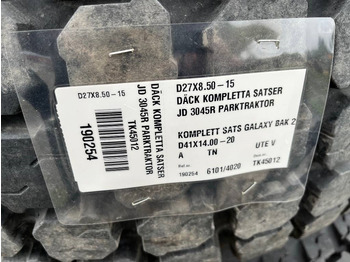 D27X8.50-15
DÄCK KOMPLETTA SATSER
JD 3045R PARKTRAKTOR
TK45012
190254
D27X8.50-15
DÄCK KOMPLETTA SATSER
JD 3045R PARKTRAKTOR
KOMPLETT SATS GALAXY BAK 2
D41X14.00-20
A TN UTE V
190254 6101/4020 TK45012